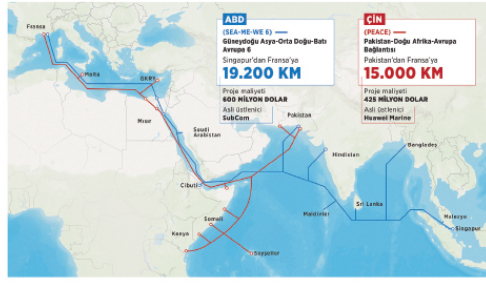 ABD
(SEA-ME-WE 6)
Güneydoğu Asya-Orta Doğu-Batı
Avrupa 6
Singapur'dan Fransa'ya
19.200 KM
Proje maliyeti
600 MİLYON DOLAR
Asli üstlenici
SubCom
ÇİN
(PEACE)
Pakistan-Doğu Afrika-Avrupa
Bağlantısı
Pakistan'dan Fransa'ya
15.000 KM
Proje maliyeti
425 MİLYON DOLAR
Asli üstlenici
Huawei Marine
Fransa
Malta
GKRY
Mısır
Suudi
Arabistan
Pakistan
Hindistan
Bangladeş
Cibuti
Somali
Kenya
Maldivler
Sri Lanka
Malezya
Singapur